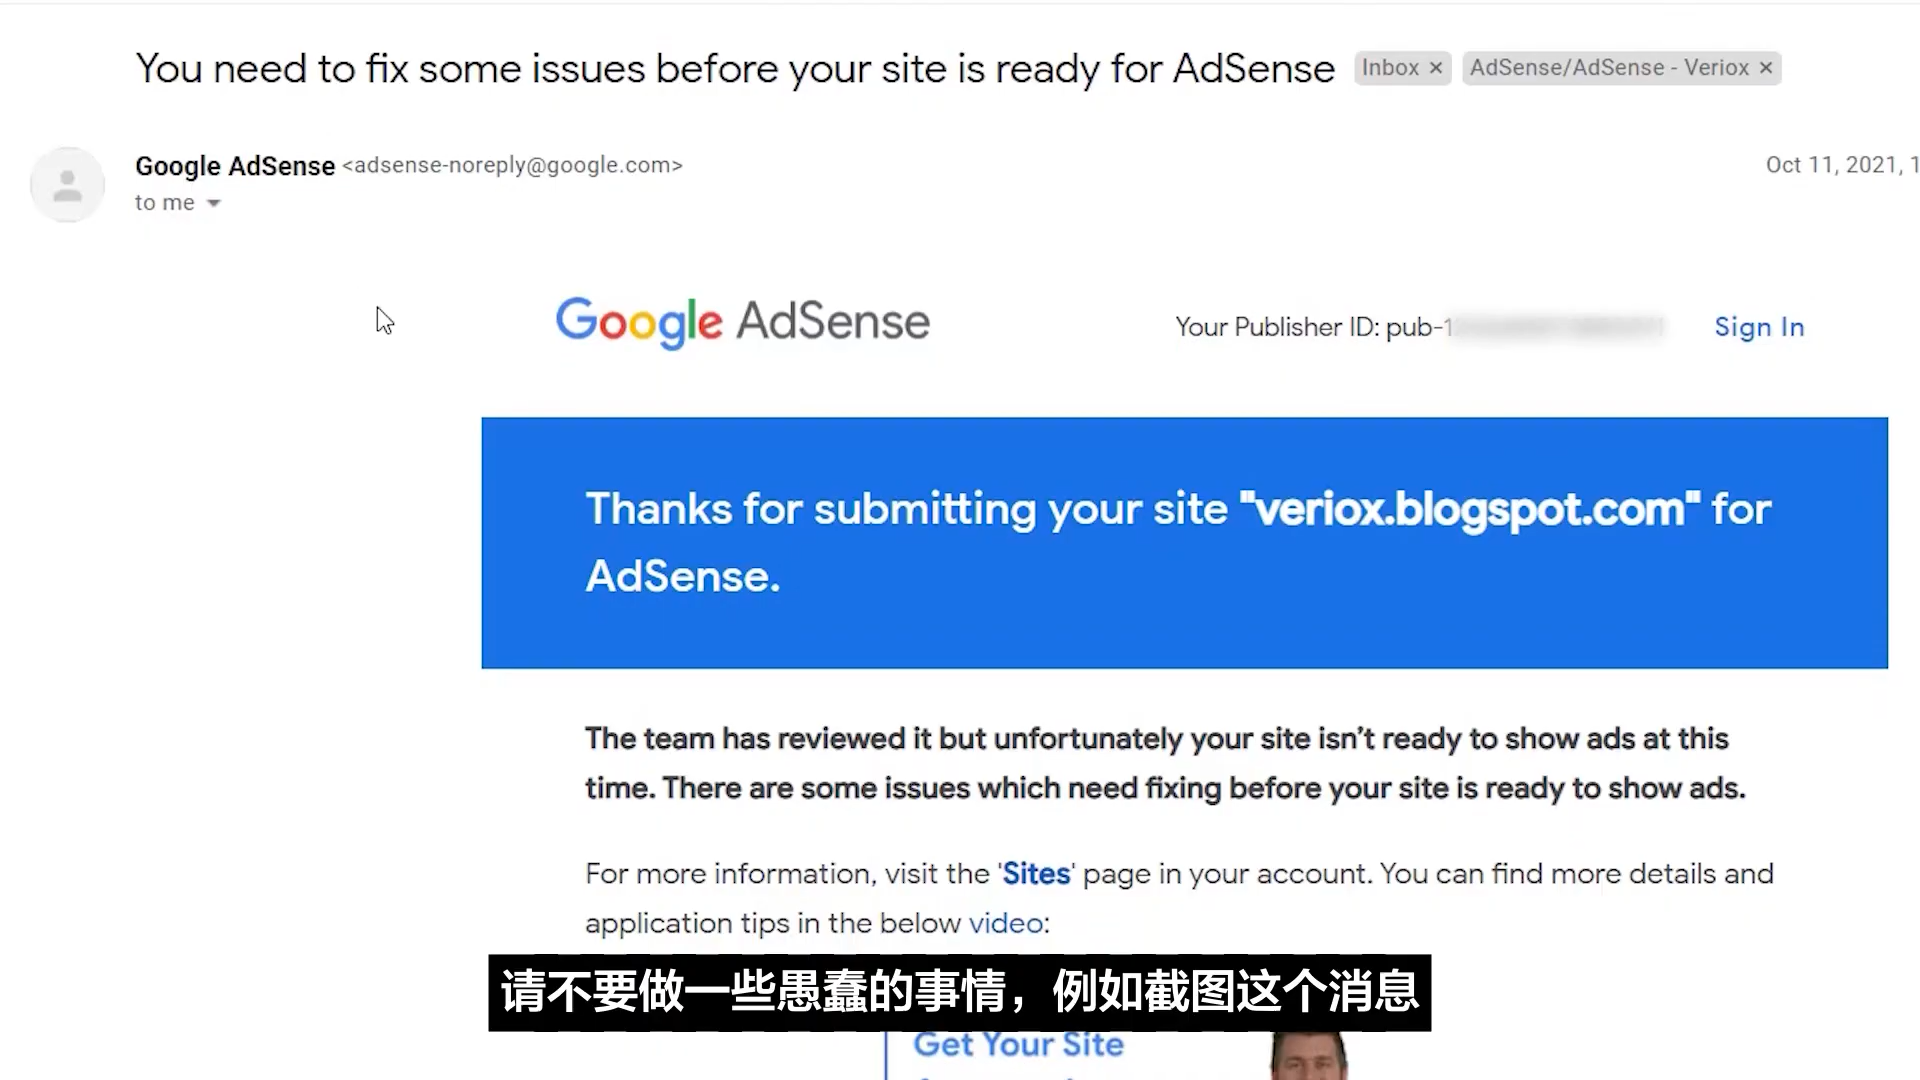 You need to fix some issues before your site is ready for AdSense Inbox × AdSense/AdSense - Veriox ×
Google AdSense <adsense-noreply@google.com> Oct 11, 2021, 1
to me
Google AdSense Your Publisher ID: pub-1 Sign In
Thanks for submitting your site "veriox.blogspot.com" for
AdSense.
The team has reviewed it but unfortunately your site isn't ready to show ads at this
time. There are some issues which need fixing before your site is ready to show ads.
For more information, visit the 'Sites' page in your account. You can find more details and
application tips in the below video:
请不要做一些愚蠢的事情，例如截图这个消息
Get Your Site